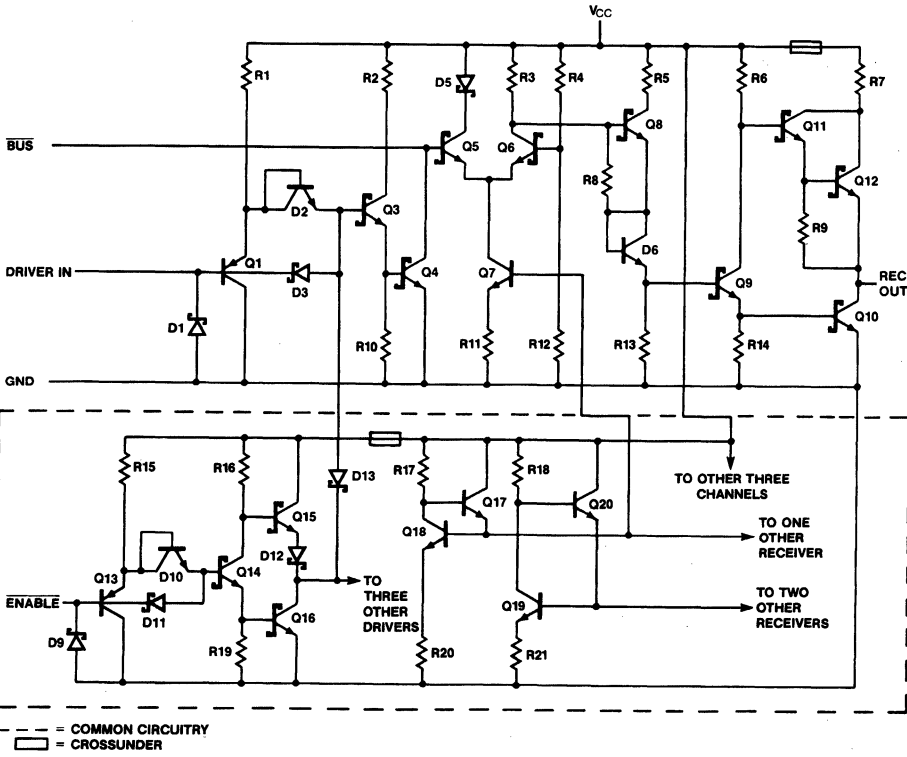 VCC
R1
R2
D5
R3
R4
R5
R6
R7
Q8
Q11
BUS
Q5
Q6
R8
Q12
D2
Q3
R9
D6
DRIVER IN
Q1
D3
Q4
Q7
Q9
REC
OUT
D1
Q10
R10
R11
R12
R13
R14
GND
R15
R16
D13
R17
R18
TO OTHER THREE
CHANNELS
Q15
Q17
Q20
Q18
TO ONE
OTHER
RECEIVER
D12
D10
Q13
Q14
TO
THREE
OTHER
DRIVERS
ENABLE
D11
Q16
Q19
TO TWO
OTHER
RECEIVERS
D9
R19
R20
R21
= COMMON CIRCUITRY
= CROSSUNDER